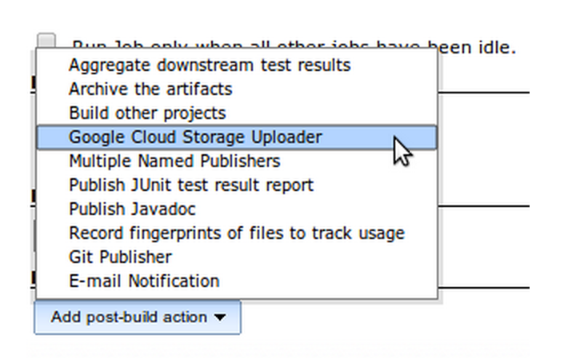 Run Job only when all other jobs have been idle.
Aggregate downstream test results
Archive the artifacts
Build other projects
Google Cloud Storage Uploader
Multiple Named Publishers
Publish JUnit test result report
Publish Javadoc
Record fingerprints of files to track usage
Git Publisher
E-mail Notification
Add post-build action